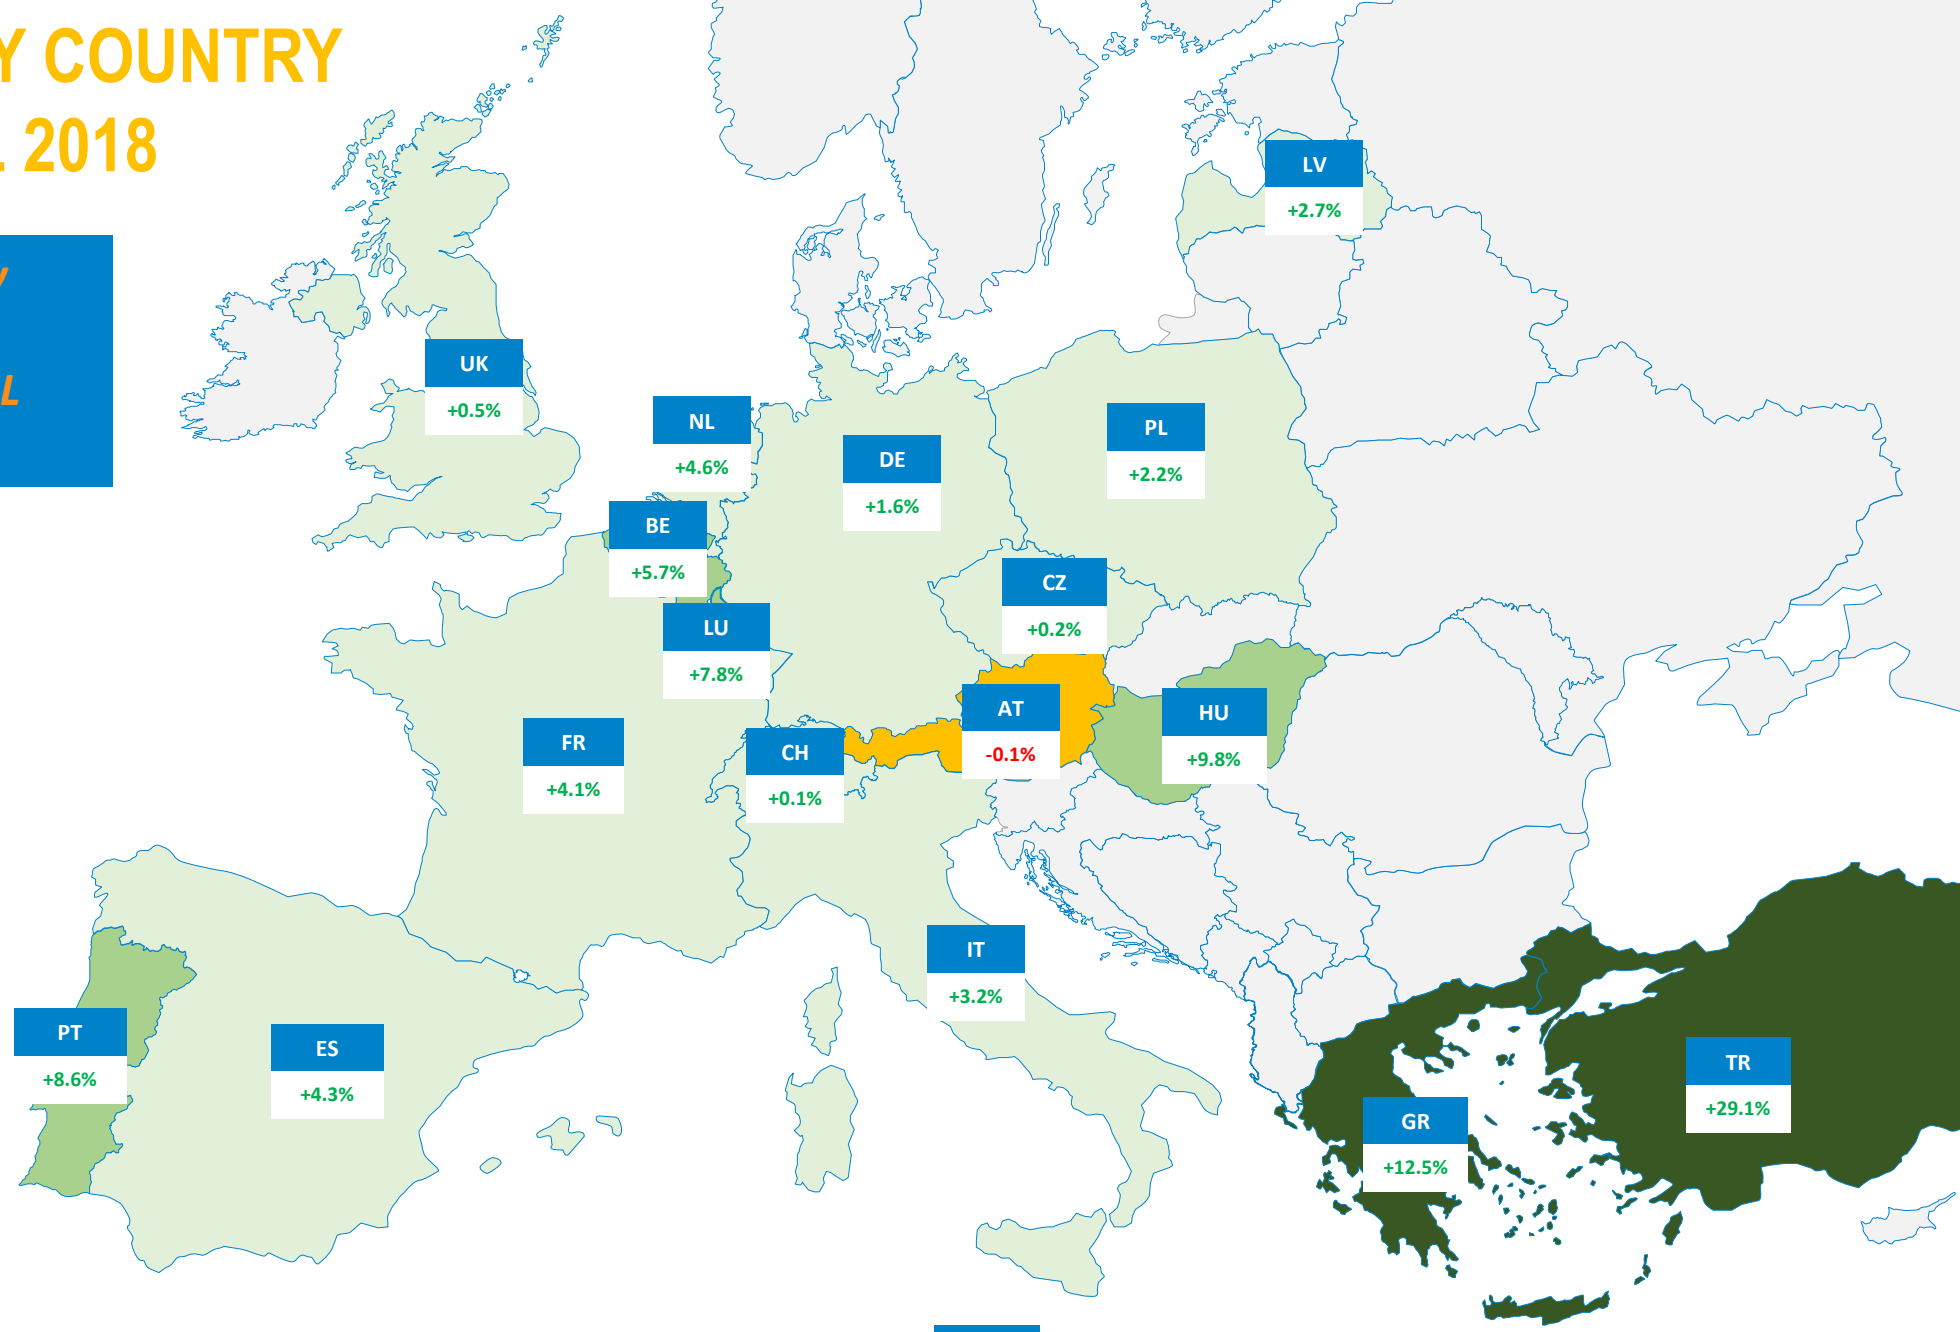 Y COUNTRY
2018
LV
+2.7%
UK
+0.5%
NL
+4.6%
DE
+1.6%
PL
+2.2%
BE
+5.7%
CZ
+0.2%
LU
+7.8%
AT
-0.1%
HU
+9.8%
FR
+4.1%
CH
+0.1%
IT
+3.2%
PT
+8.6%
ES
+4.3%
TR
+29.1%
GR
+12.5%